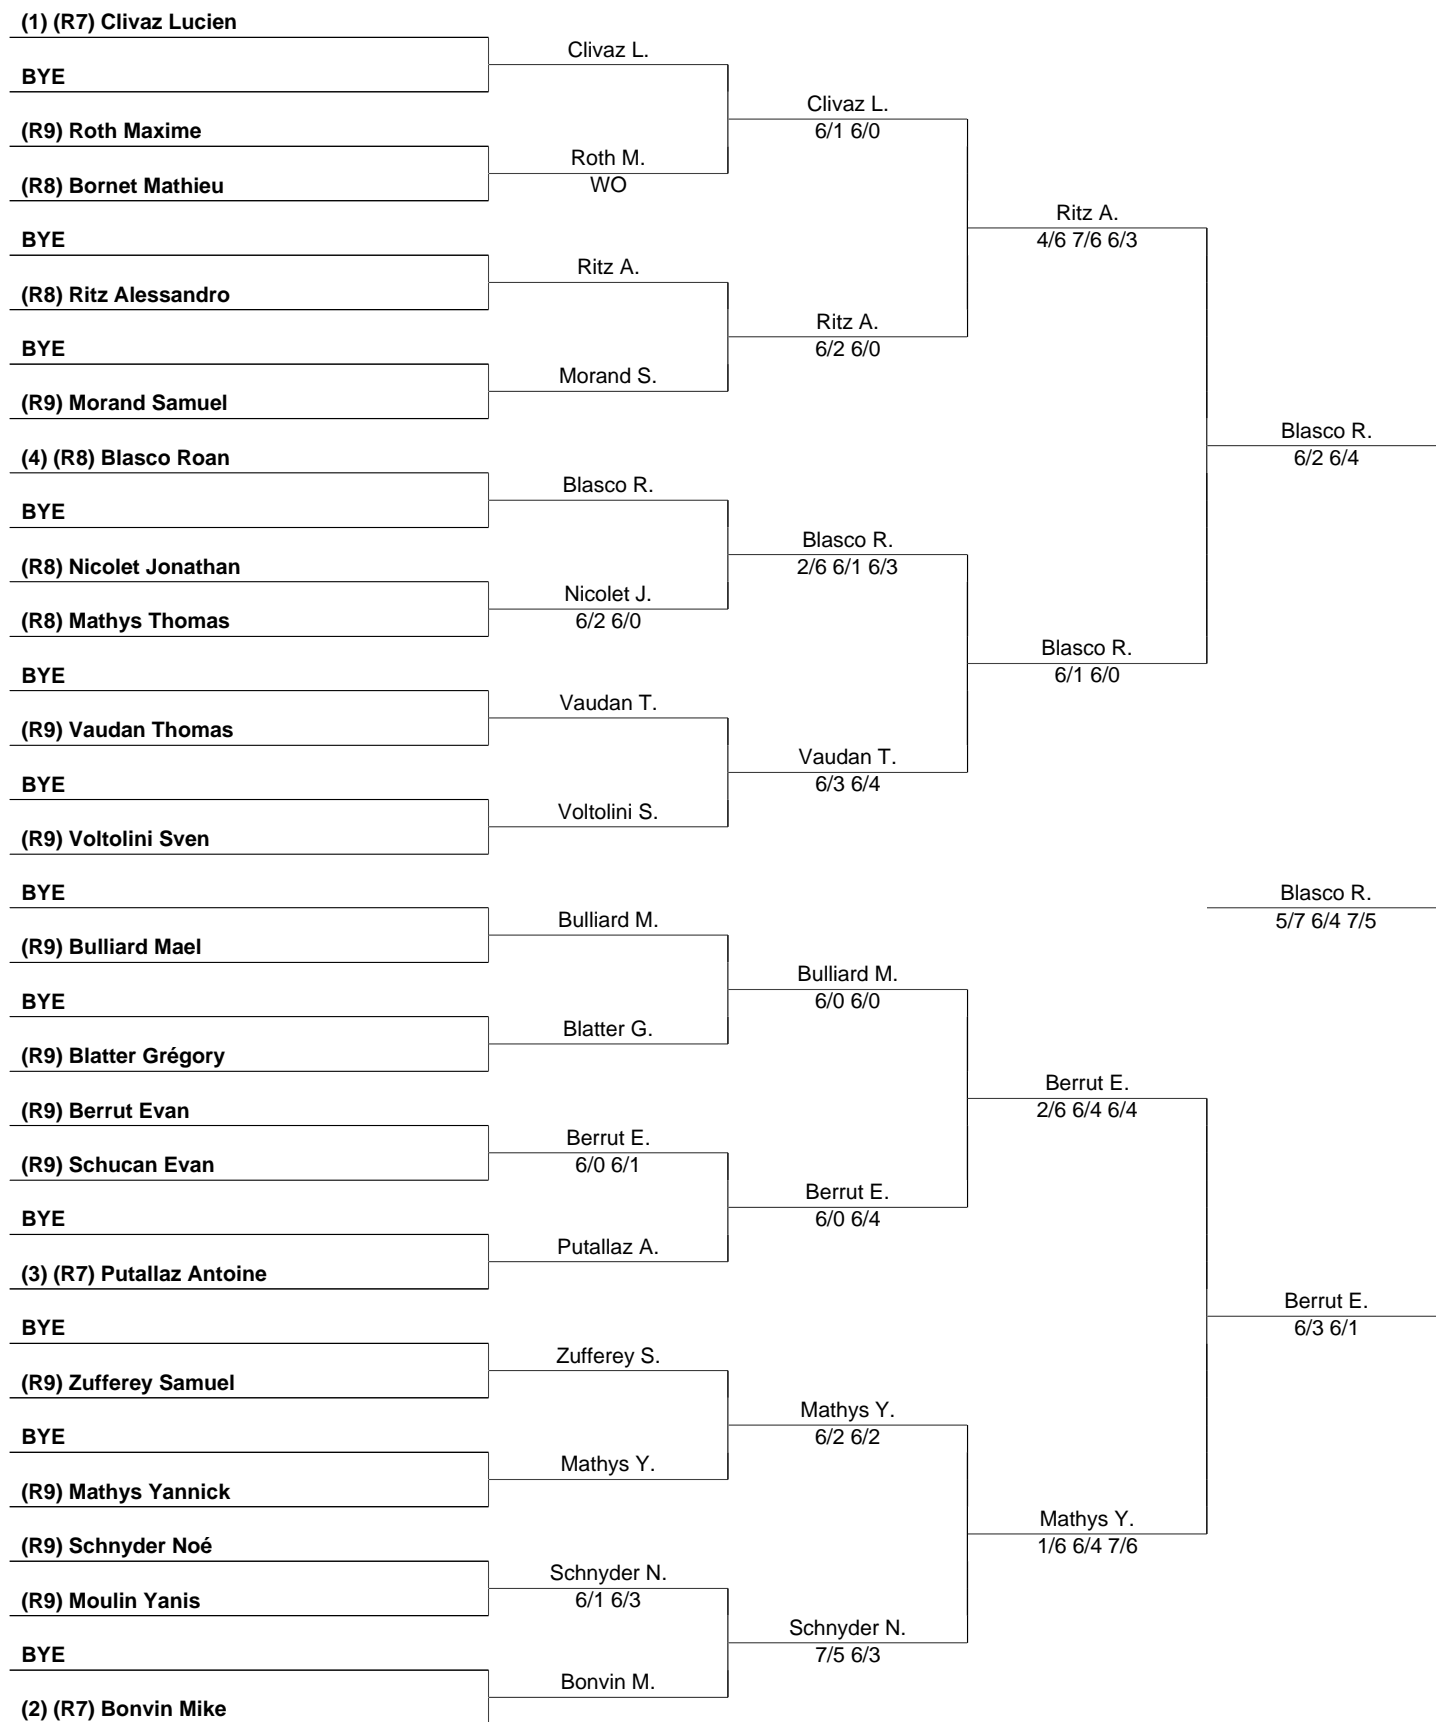 (1) (R7) Clivaz Lucien
Clivaz L.
BYE
Clivaz L.
6/1 6/0
(R9) Roth Maxime
Roth M.
WO
(R8) Bornet Mathieu
Ritz A.
4/6 7/6 6/3
BYE
Ritz A.
(R8) Ritz Alessandro
Ritz A.
6/2 6/0
BYE
Morand S.
(R9) Morand Samuel
Blasco R.
6/2 6/4
(4) (R8) Blasco Roan
Blasco R.
BYE
Blasco R.
2/6 6/1 6/3
(R8) Nicolet Jonathan
Nicolet J.
6/2 6/0
(R8) Mathys Thomas
Blasco R.
6/1 6/0
BYE
Vaudan T.
(R9) Vaudan Thomas
Vaudan T.
6/3 6/4
BYE
Voltolini S.
(R9) Voltolini Sven
BYE
Blasco R.
5/7 6/4 7/5
Bulliard M.
(R9) Bulliard Mael
Bulliard M.
6/0 6/0
BYE
Blatter G.
(R9) Blatter Grégory
Berrut E.
2/6 6/4 6/4
(R9) Berrut Evan
Berrut E.
6/0 6/1
(R9) Schucan Evan
Berrut E.
6/0 6/4
BYE
Putallaz A.
(3) (R7) Putallaz Antoine
Berrut E.
6/3 6/1
BYE
Zufferey S.
(R9) Zufferey Samuel
Mathys Y.
6/2 6/2
BYE
Mathys Y.
(R9) Mathys Yannick
Mathys Y.
1/6 6/4 7/6
(R9) Schnyder Noé
Schnyder N.
6/1 6/3
(R9) Moulin Yanis
Schnyder N.
7/5 6/3
BYE
Bonvin M.
(2) (R7) Bonvin Mike